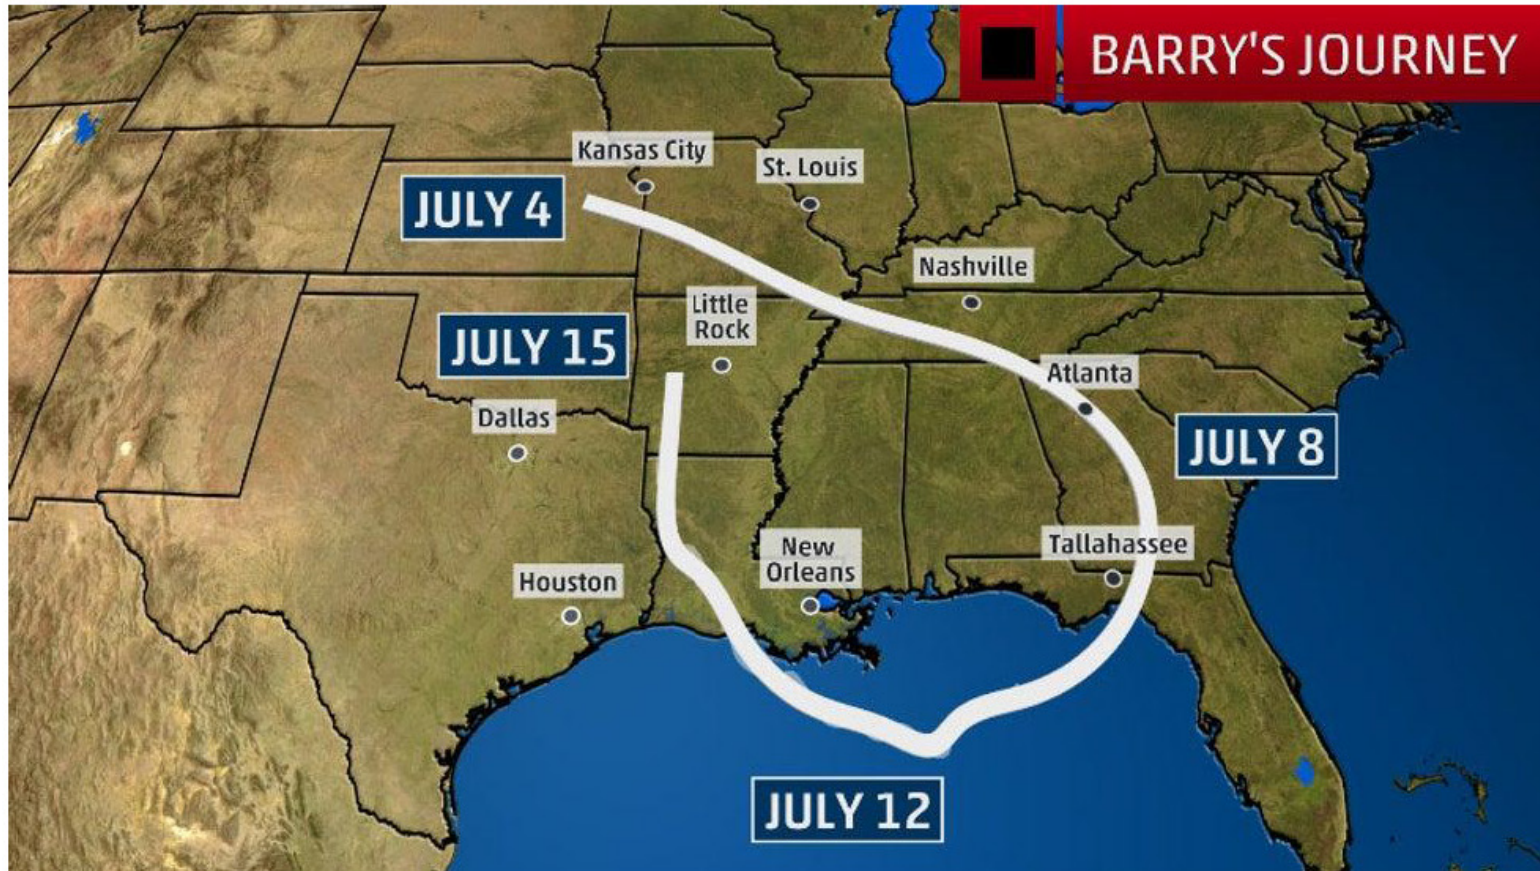 BARRY'S JOURNEY
Kansas City
St. Louis
JULY 4
Nashville
Little
Rock
JULY 15
Atlanta
Dallas
JULY 8
New
Orleans
Tallahassee
Houston
JULY 12